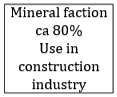 Mineral faction
ca 80%
Use in
construction
industry